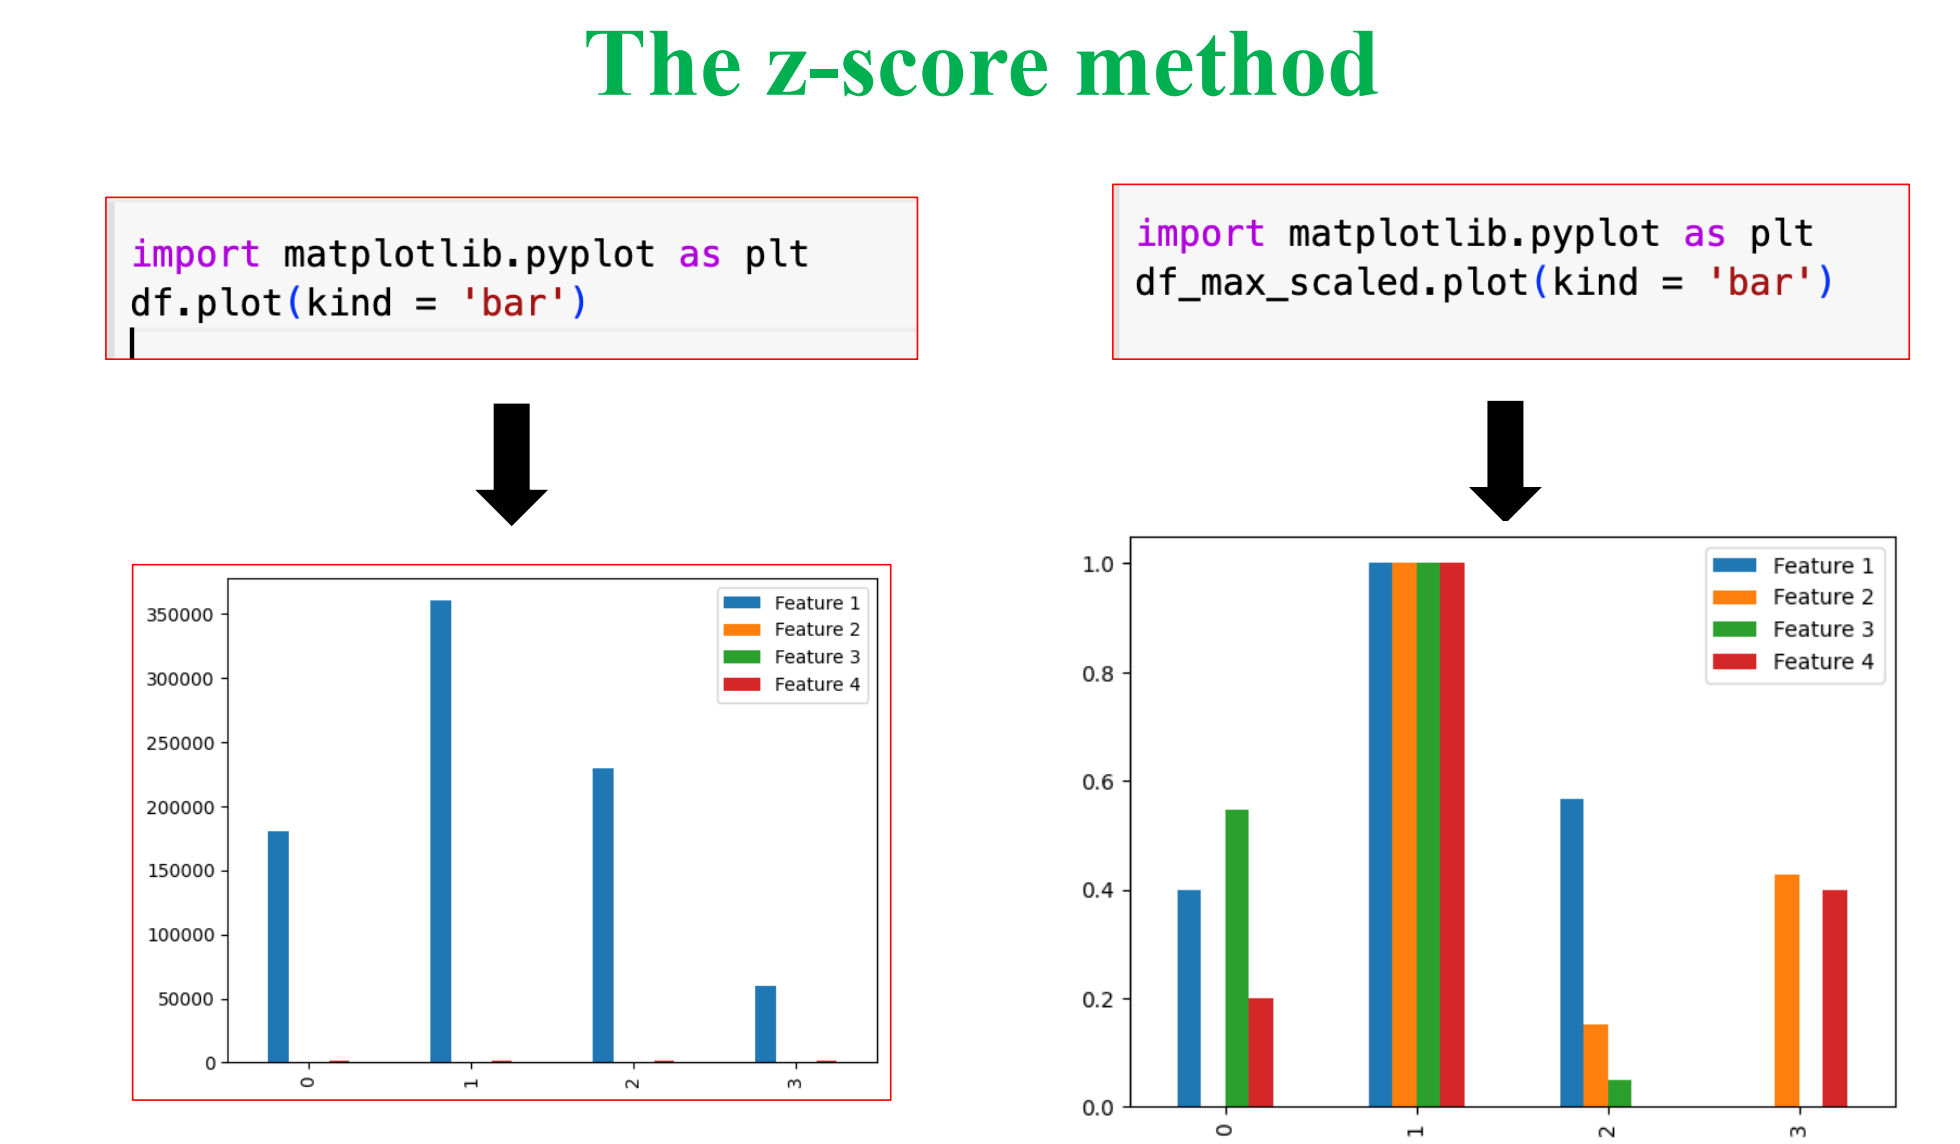 The z-score method
import matplotlib.pyplot as plt
df.plot(kind = 'bar')
import matplotlib.pyplot as plt
df_max_scaled.plot(kind = 'bar')
350000
300000
250000
200000
150000
100000
50000
0
Feature 1
Feature 2
Feature 3
Feature 4
0
1
2
3
1.0
0.8
0.6
0.4
0.2
0.0
Feature 1
Feature 2
Feature 3
Feature 4
0
1
2
3